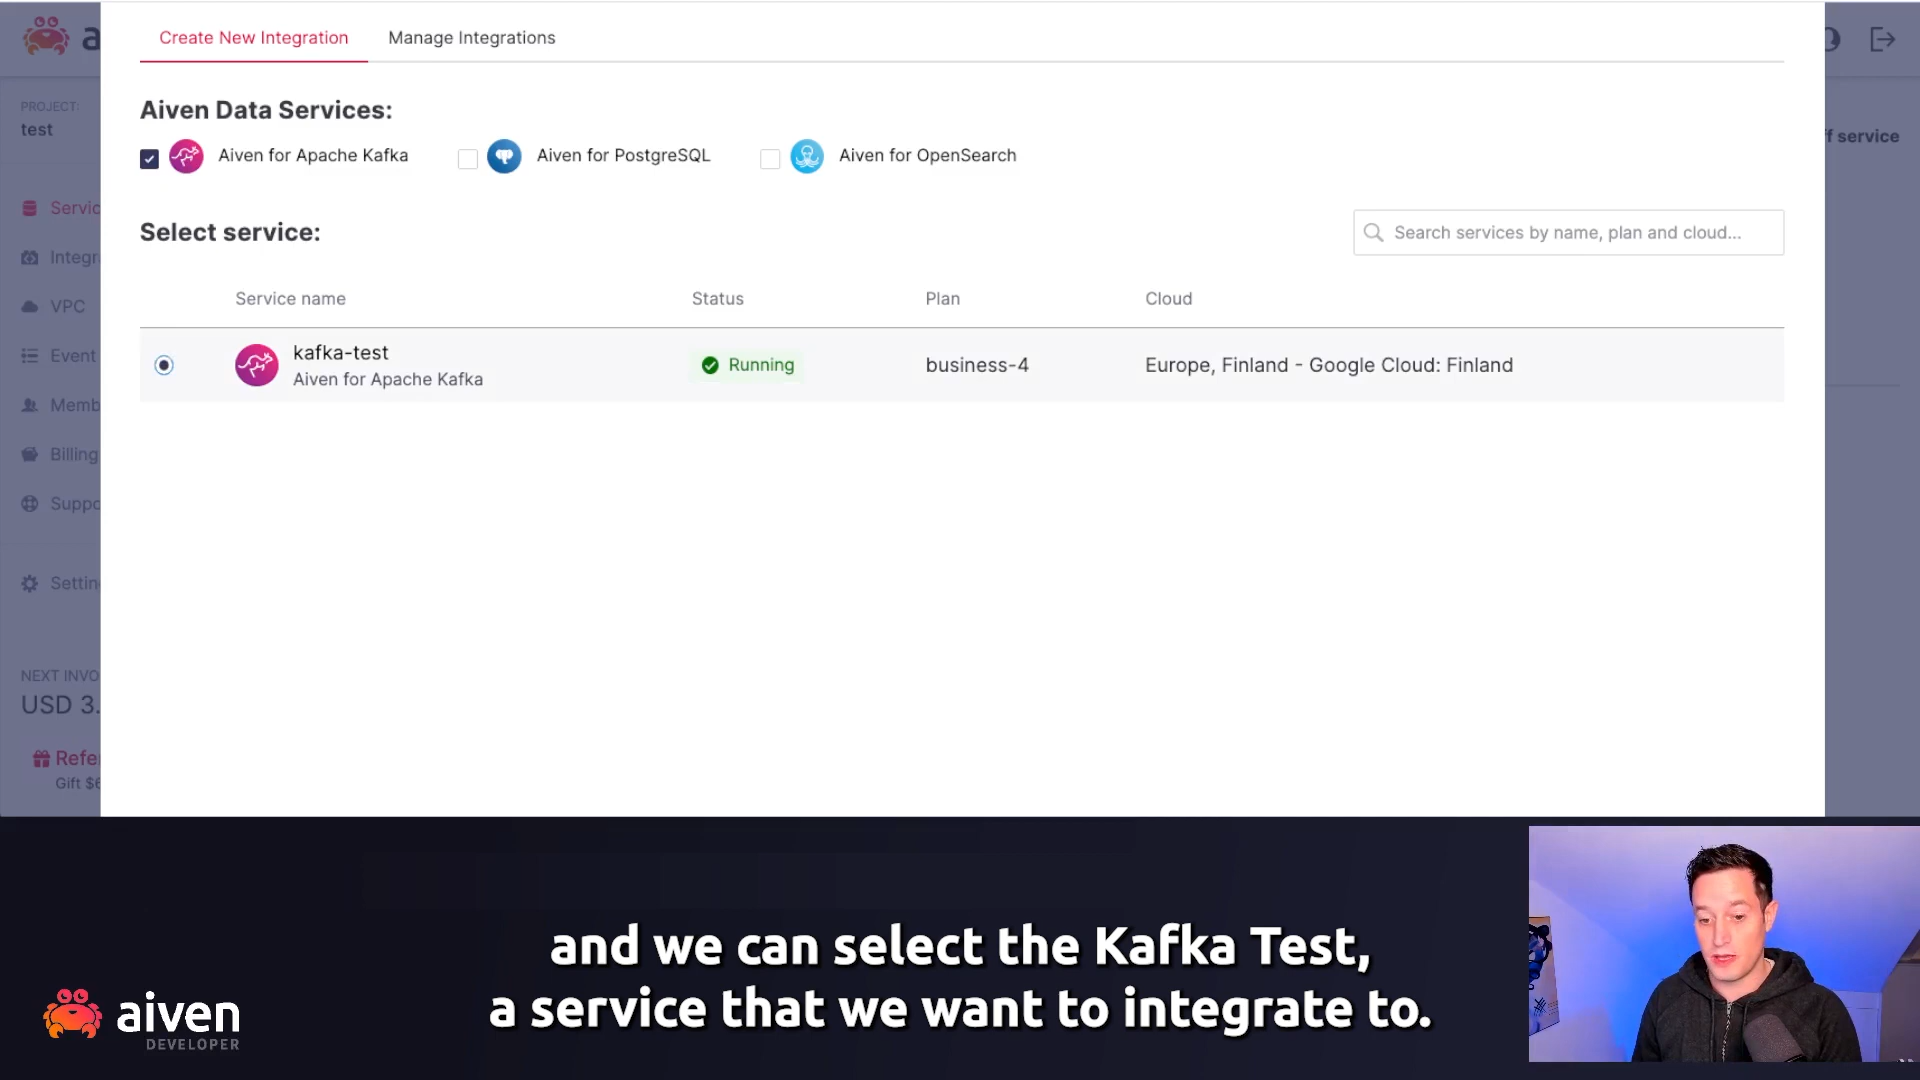 Create New Integration
Manage Integrations
PROJECT:
test
Aiven Data Services:
Aiven for Apache Kafka
Aiven for PostgreSQL
Aiven for OpenSearch
service
Select service:
Search services by name, plan and cloud...
Service name
Status
Plan
Cloud
VPC
Event
Billing
kafka-test
Aiven for Apache Kafka
Running
business-4
Europe, Finland - Google Cloud: Finland
NEXT INVO
USD 3.
Gift $
and we can select the Kafka Test,
a service that we want to integrate to.
aiven
DEVELOPER